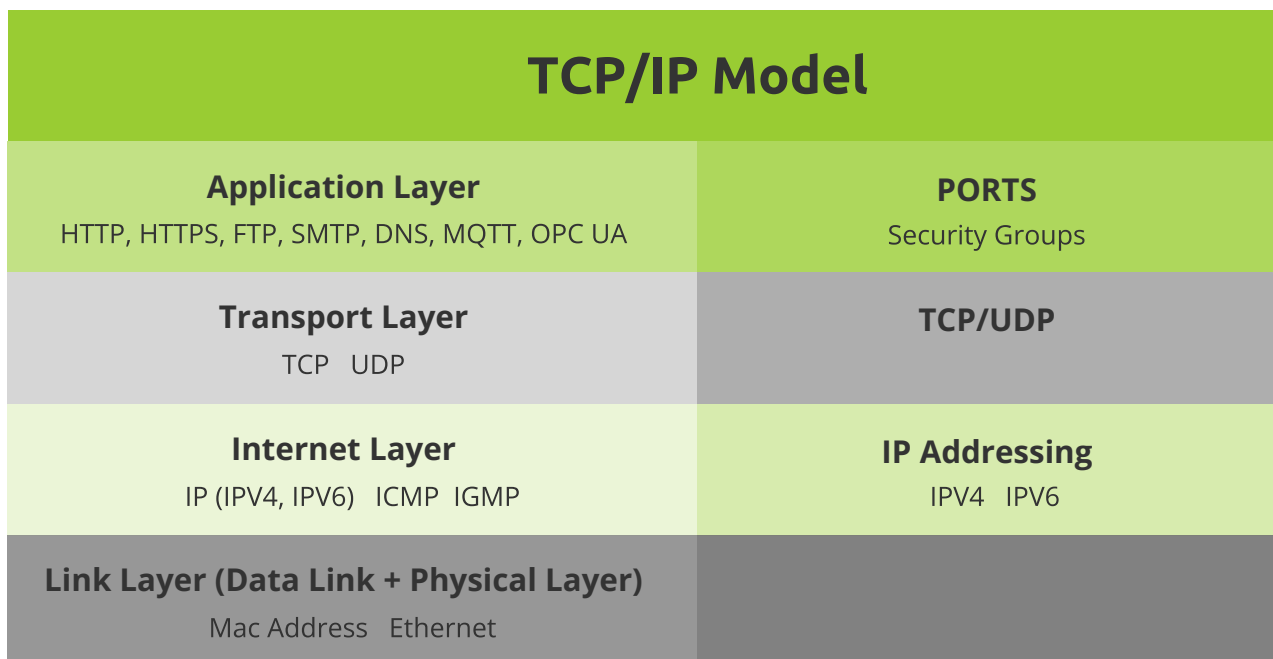 TCP/IP Model
Application Layer
HTTP, HTTPS, FTP, SMTP, DNS, MQTT, OPC UA
PORTS
Security Groups
Transport Layer
TCP UDP
TCP/UDP
Internet Layer
IP (IPV4, IPV6) ICMP IGMP
IP Addressing
IPV4 IPV6
Link Layer (Data Link + Physical Layer)
Mac Address Ethernet